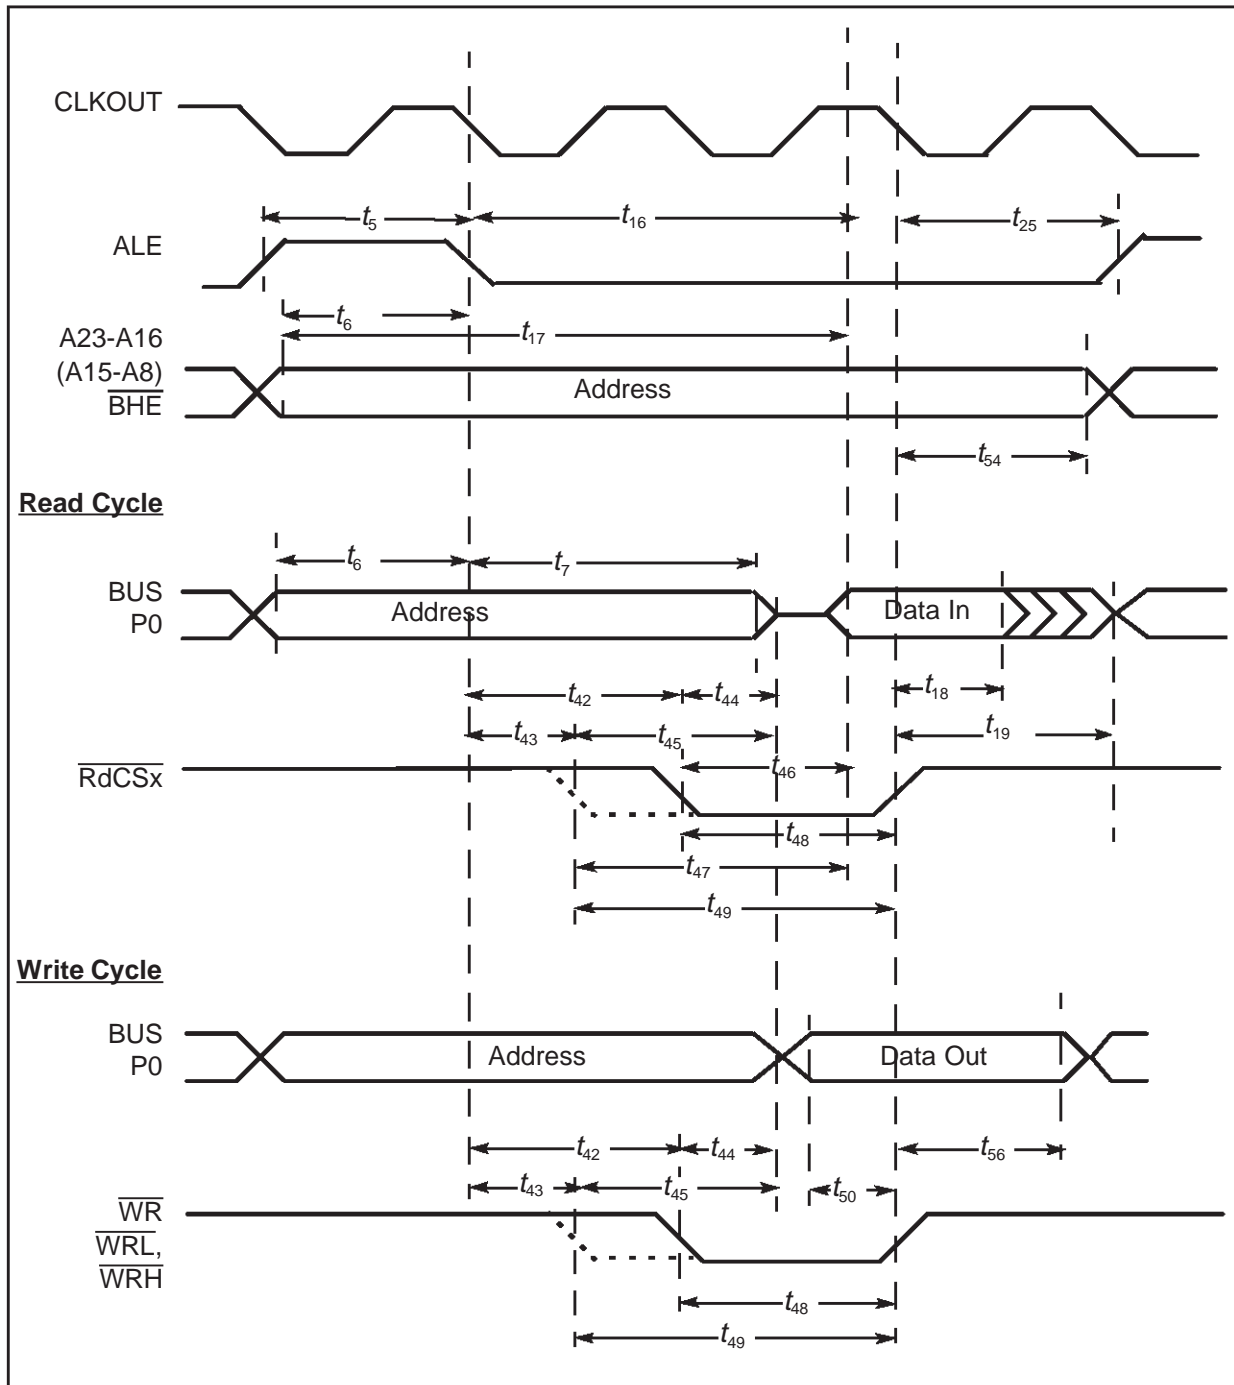 CLKOUT
t5 t16 t25
ALE
t6
A23-A16 t17
(A15-A8) Address
BHE
t54
Read Cycle
t6 t7
BUS
P0 Address Data In
t42 t44 t18
t43 t45 t19
RdCSx t46
t48
t47
t49
Write Cycle
BUS
P0 Address Data Out
t42 t44 t56
t43 t45 t50
WR
WRL,
WRH
t48
t49